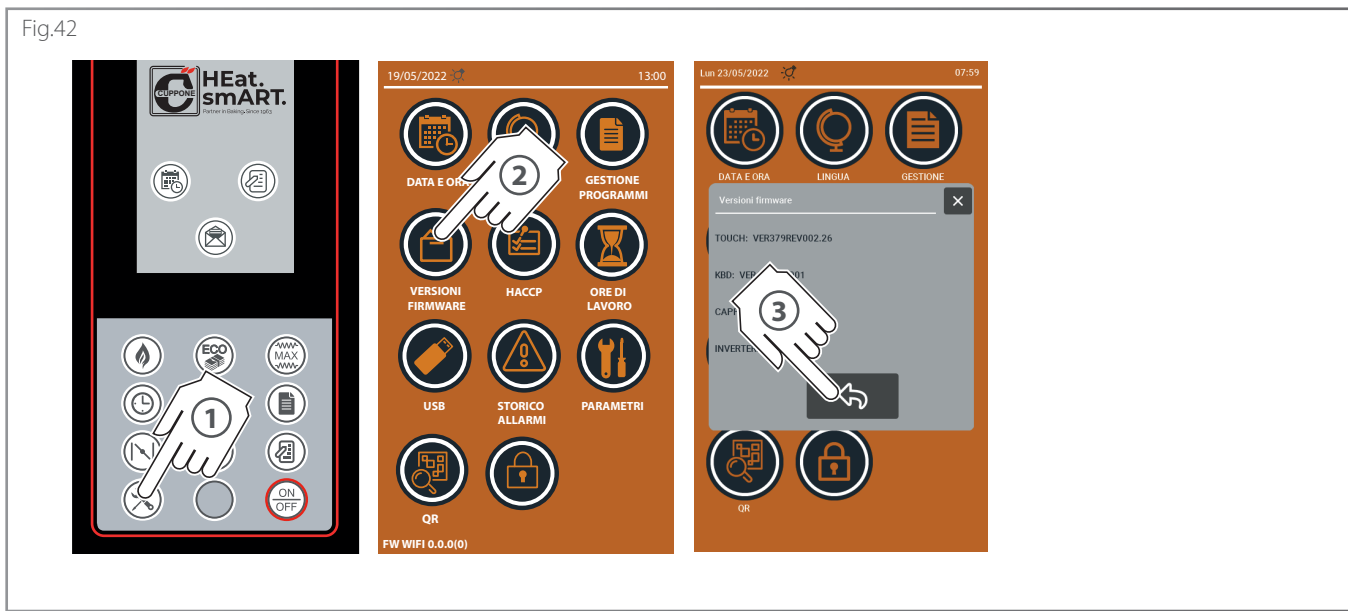 Fig.42
CUPPONE
HEat.
smART.
Partner in Baking, Since 1963
ECO
MAX
1
ON
OFF
19/05/2022 13:00
DATA E ORA
GESTIONE
PROGRAMMI
2
VERSIONI
FIRMWARE
HACCP
ORE DI
LAVORO
USB
STORICO
ALLARMI
PARAMETRI
QR
FW WIFI 0.0.0(0)
Lun 23/05/2022 07:59
DATA E ORA LINGUA GESTIONE
Versioni firmware
TOUCH: VER379REV002.26
KBD: VER 001
3
QR